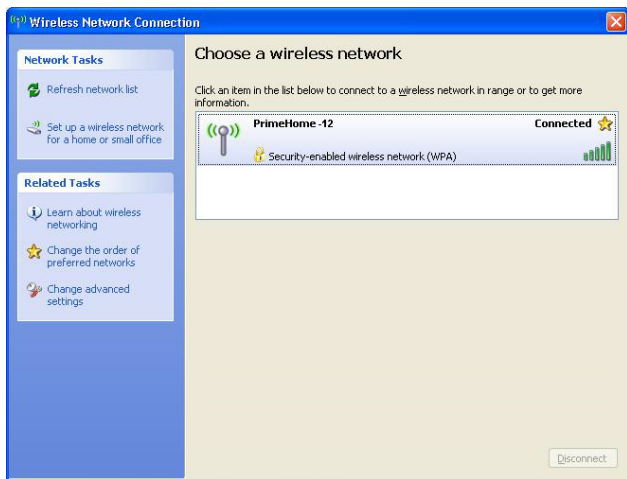 Wireless Network Connection
Network Tasks
Refresh network list
Set up a wireless network
for a home or small office
Related Tasks
Learn about wireless
networking
Change the order of
preferred networks
Change advanced
settings
Choose a wireless network
Click an item in the list below to connect to a wireless network in range or to get more
information.
PrimeHome -12
Connected
Security-enabled wireless network (WPA)
Disconnect